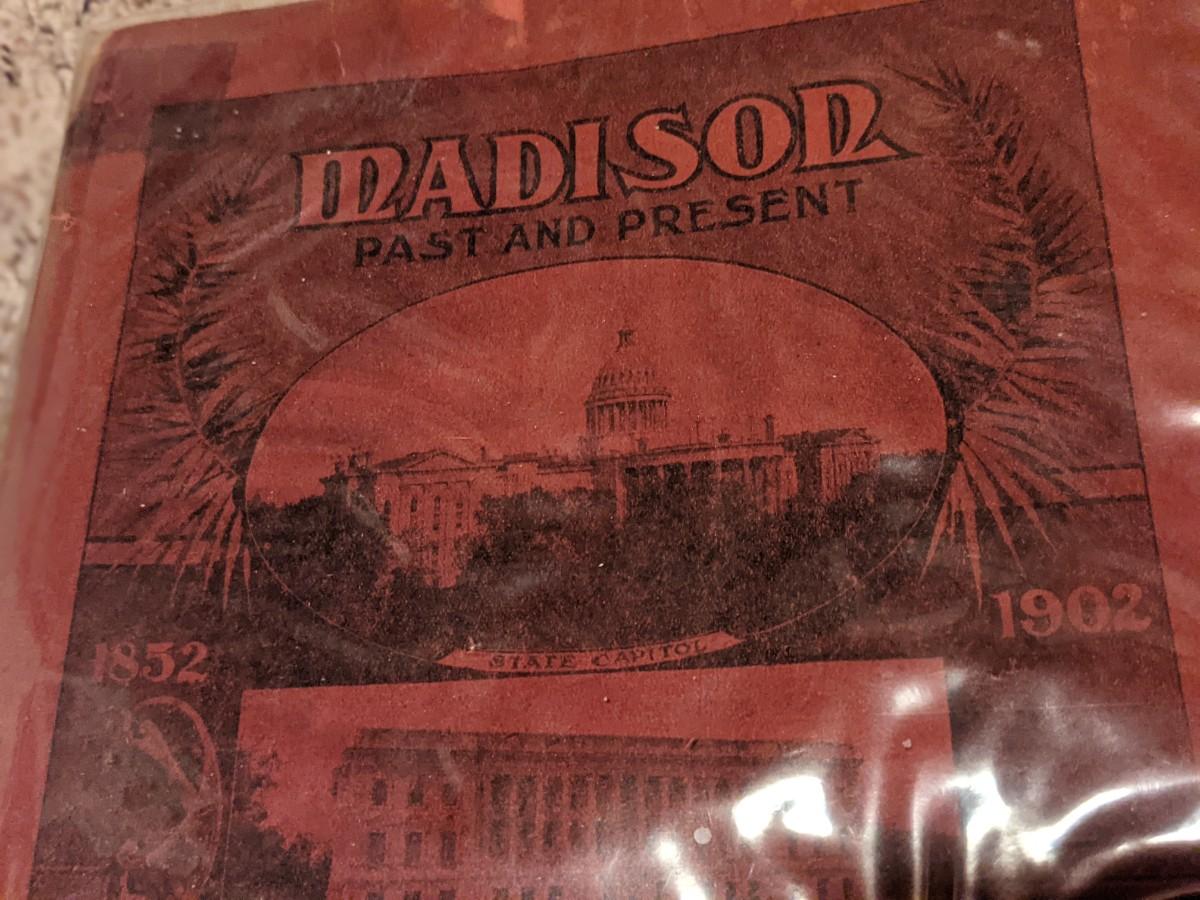 MADISON
PAST AND PRESENT
STATE CAPITOL
1852
1902